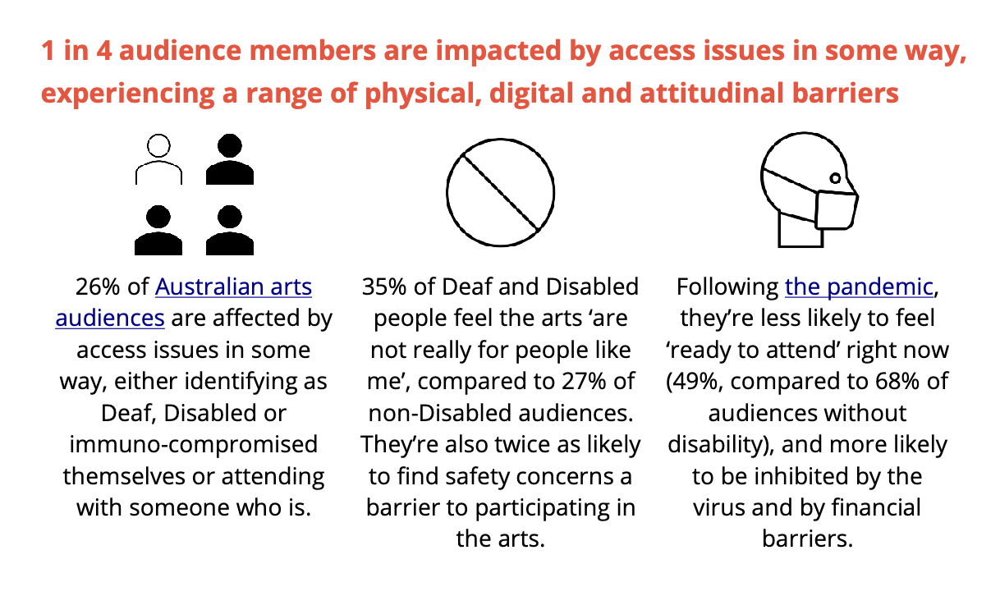 1 in 4 audience members are impacted by access issues in some way,
experiencing a range of physical, digital and attitudinal barriers
26% of Australian arts
audiences are affected by
access issues in some
way, either identifying as
Deaf, Disabled or
immuno-compromised
themselves or attending
with someone who is.
35% of Deaf and Disabled
people feel the arts ‘are
not really for people like
me’, compared to 27% of
non-Disabled audiences.
They’re also twice as likely
to find safety concerns a
barrier to participating in
the arts.
Following the pandemic,
they’re less likely to feel
‘ready to attend’ right now
(49%, compared to 68% of
audiences without
disability), and more likely
to be inhibited by the
virus and by financial
barriers.